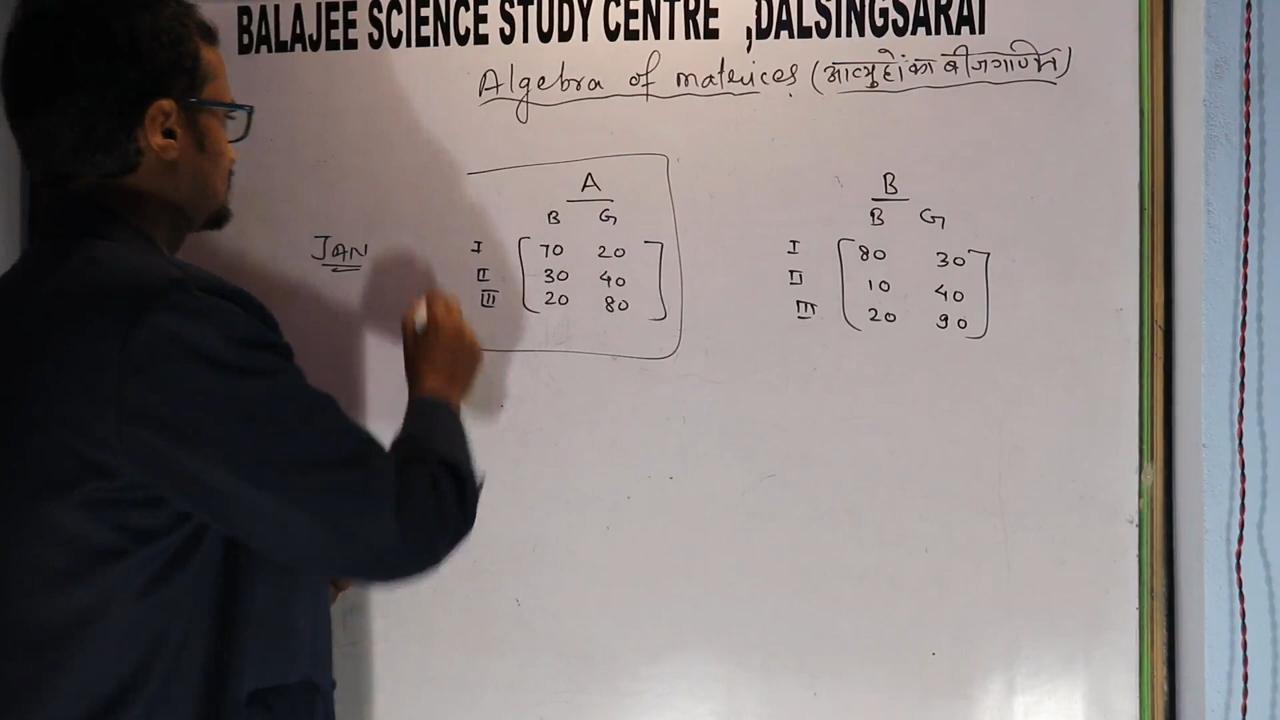 BALAJEE SCIENCE STUDY CENTRE ,DALSINGSARAI
Algebra of matrices (आव्यूहों का बीजगणित)
A B
B G B G
JAN I 70 20 I 80 30
II 30 40 II 10 40
III 20 80 III 20 90